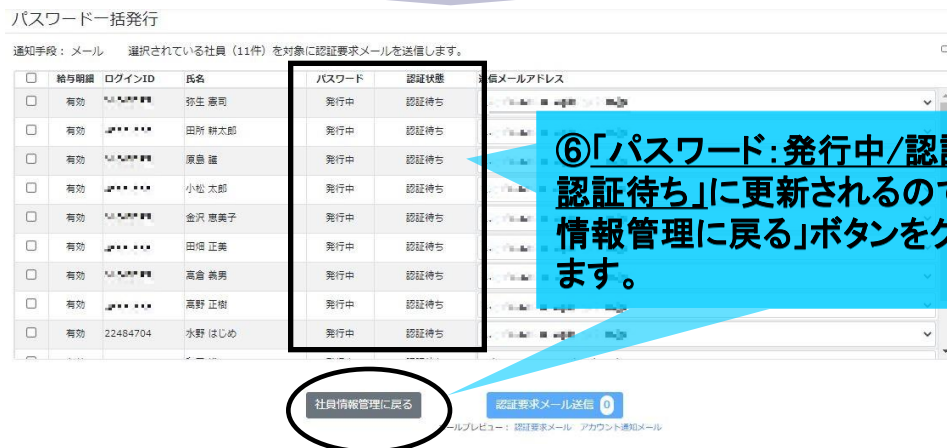 パスワード一括発行
通知手段： メール　　選択されている社員（11件）を対象に認証要求メールを送信します。
給与明細 ログインID 氏名 パスワード 認証状態 送信メールアドレス
有効 弥生 憲司 発行中 認証待ち
有効 田所 耕太郎 発行中 認証待ち
有効 原島 謹 発行中 認証待ち
有効 小松 太郎 発行中 認証待ち
有効 金沢 恵美子 発行中 認証待ち
有効 田畑 正美 発行中 認証待ち
有効 高倉 義男 発行中 認証待ち
有効 高野 正樹 発行中 認証待ち
有効 22484704 水野 はじめ 発行中 認証待ち
⑥「パスワード：発行中/認
認証待ち」に更新されるので
情報管理に戻る」ボタンをク
ます。
社員情報管理に戻る 認証要求メール送信 0
ールプレビュー： 認証要求メール アカウント通知メール